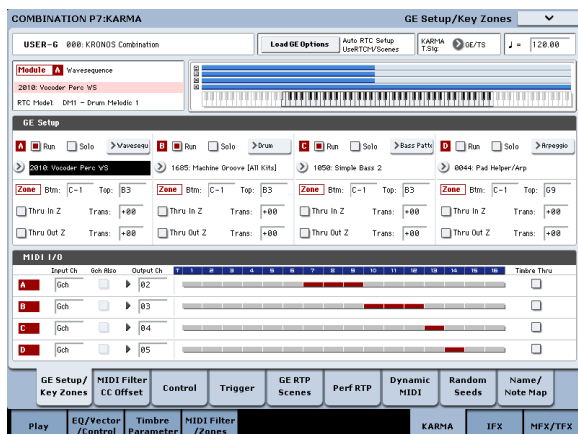 COMBINATION P7:KARMA GE Setup/Key Zones
USER-G 000: KRONOS Combination Load GE Options Auto RTC Setup UseRTCM/Scenes KARMA T.Sig: GE/TS ♩ = 120.00
Module A Wavesequence
2010: Vocoder Perc WS
RTC Model: DM1 - Drum Melodic 1
A
B
C
D
GE Setup
A Run Solo >Wavesequ B Run Solo >Drum C Run Solo >Bass Patte D Run Solo >Arpeggio
2010: Vocoder Perc WS 1685: Machine Groove [All Kits] 1050: Simple Bass 2 0044: Pad Helper/Arp
Zone Btm: C-1 Top: B3 Zone Btm: C-1 Top: B3 Zone Btm: C-1 Top: B3 Zone Btm: C-1 Top: G9
Thru In Z Trans: +00 Thru In Z Trans: +00 Thru In Z Trans: +00 Thru In Z Trans: +00
Thru Out Z Trans: +00 Thru Out Z Trans: +00 Thru Out Z Trans: +00 Thru Out Z Trans: +00
MIDI I/O
Input Ch Gch Also Output Ch T 1 2 3 4 5 6 7 8 9 10 11 12 13 14 15 16 Timbre Thru
A Gch 02
B Gch 03
C Gch 04
D Gch 05
GE Setup/ Key Zones MIDI Filter CC Offset Control Trigger GE RTP Scenes Perf RTP Dynamic MIDI Random Seeds Name/ Note Map
Play EQ/Vector /Control Timbre Parameter MIDI Filter /Zones KARMA IFX MFX/TFX